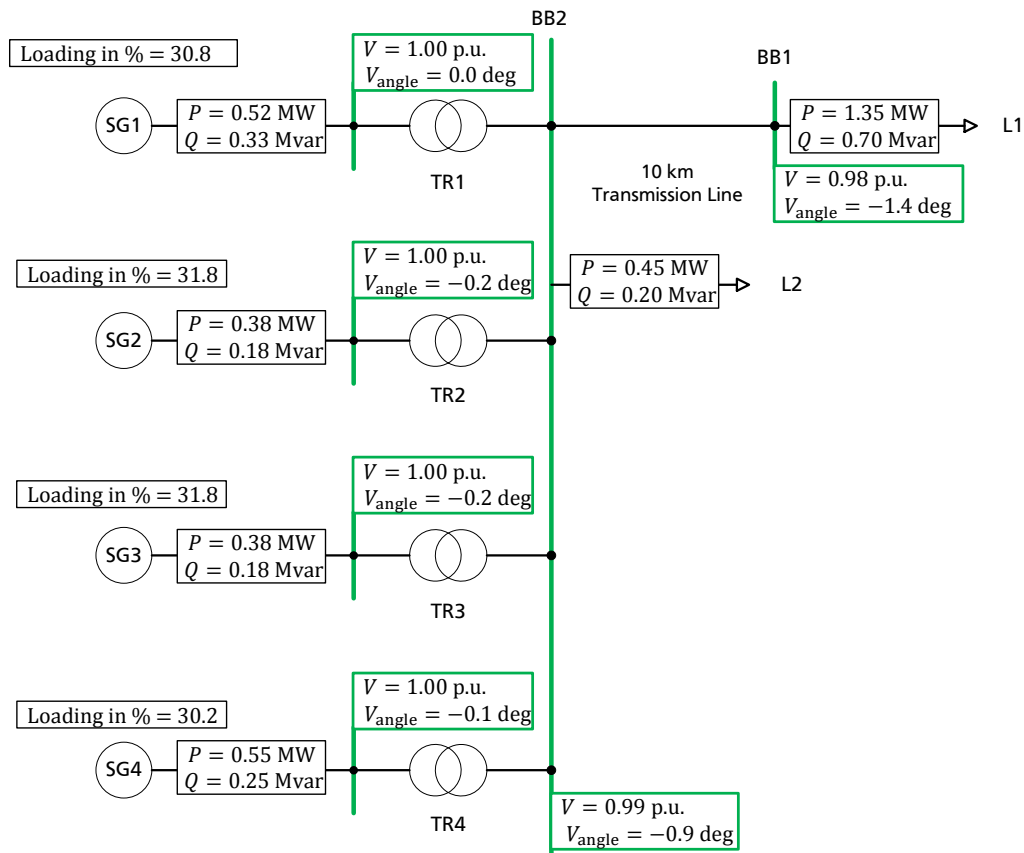 BB2
Loading in % = 30.8
V = 1.00 p.u.
V_angle = 0.0 deg
BB1
SG1
P = 0.52 MW
Q = 0.33 Mvar
TR1
P = 1.35 MW
Q = 0.70 Mvar
L1
10 km
Transmission Line
V = 0.98 p.u.
V_angle = −1.4 deg
Loading in % = 31.8
V = 1.00 p.u.
V_angle = −0.2 deg
P = 0.45 MW
Q = 0.20 Mvar
L2
SG2
P = 0.38 MW
Q = 0.18 Mvar
TR2
Loading in % = 31.8
V = 1.00 p.u.
V_angle = −0.2 deg
SG3
P = 0.38 MW
Q = 0.18 Mvar
TR3
Loading in % = 30.2
V = 1.00 p.u.
V_angle = −0.1 deg
SG4
P = 0.55 MW
Q = 0.25 Mvar
TR4
V = 0.99 p.u.
V_angle = −0.9 deg